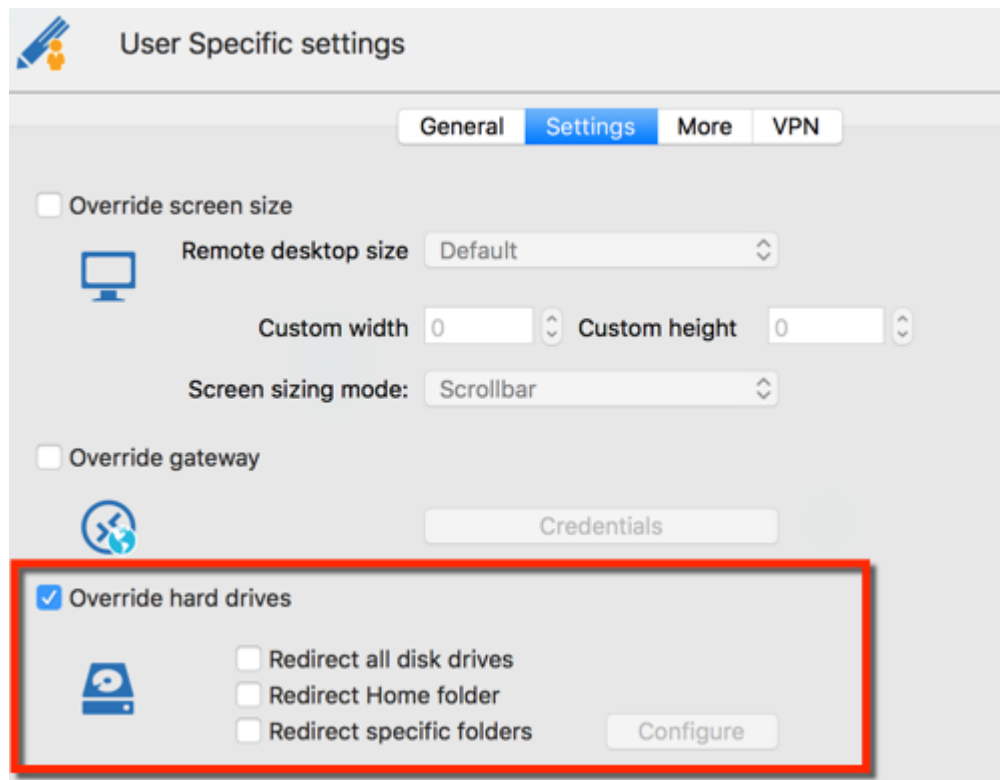 User Specific settings
General Settings More VPN
Override screen size
Remote desktop size Default
Custom width 0 Custom height 0
Screen sizing mode: Scrollbar
Override gateway
Credentials
Override hard drives
Redirect all disk drives
Redirect Home folder
Redirect specific folders Configure